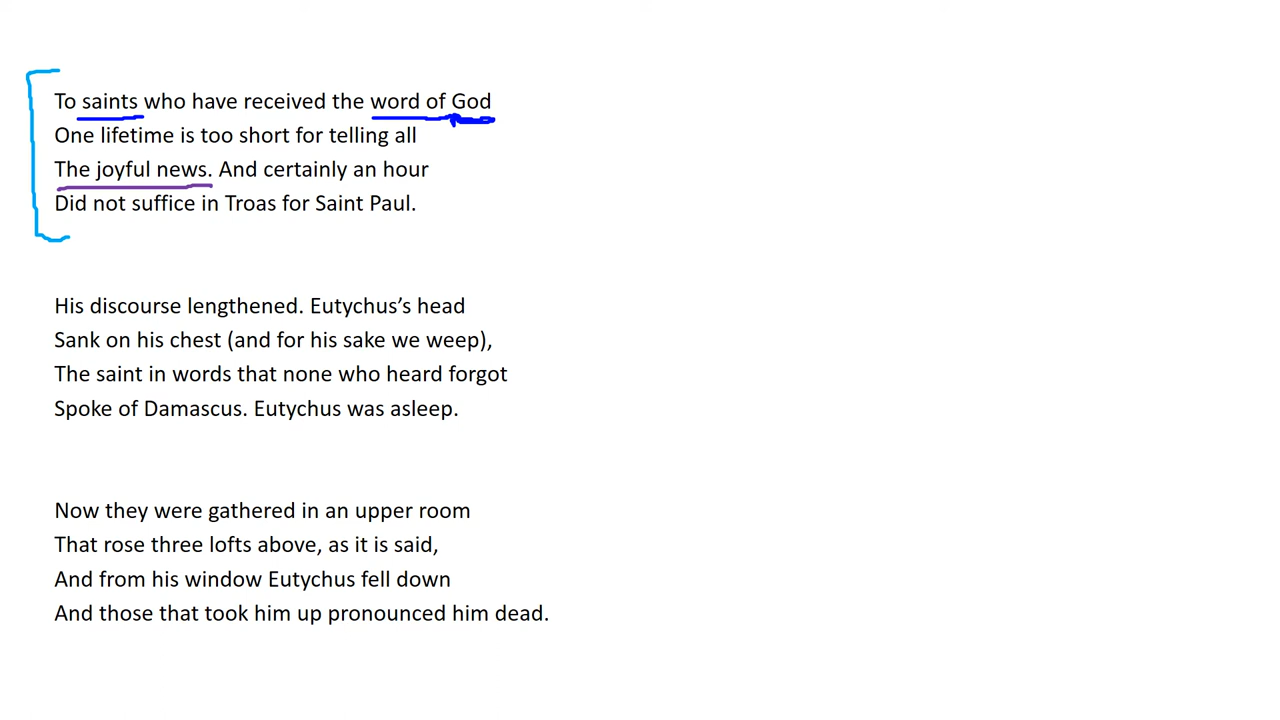 To saints who have received the word of God
One lifetime is too short for telling all
The joyful news. And certainly an hour
Did not suffice in Troas for Saint Paul.
His discourse lengthened. Eutychus’s head
Sank on his chest (and for his sake we weep),
The saint in words that none who heard forgot
Spoke of Damascus. Eutychus was asleep.
Now they were gathered in an upper room
That rose three lofts above, as it is said,
And from his window Eutychus fell down
And those that took him up pronounced him dead.